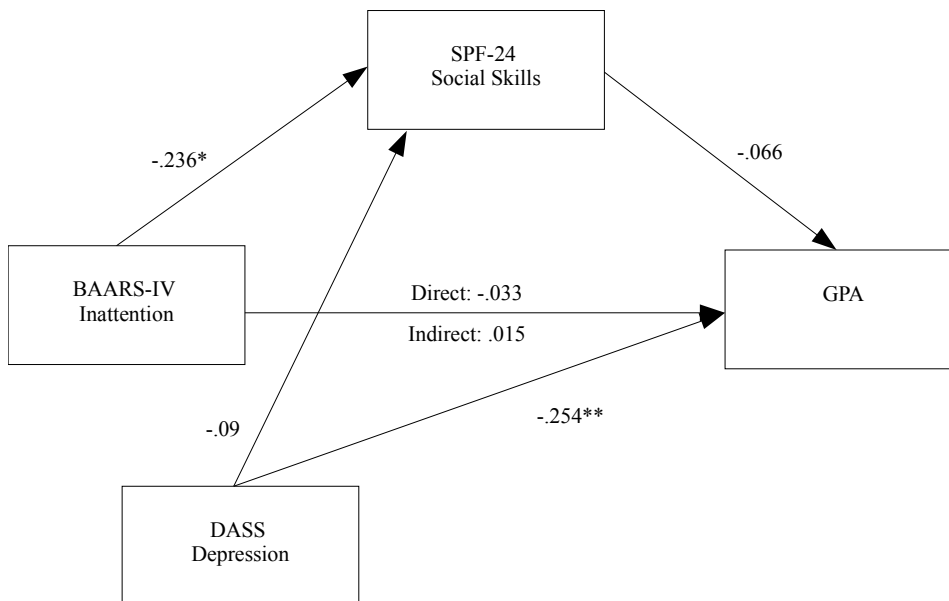 SPF-24
Social Skills
-.236*
-.066
BAARS-IV
Inattention
Direct: -.033
Indirect: .015
GPA
-.09
-.254**
DASS
Depression